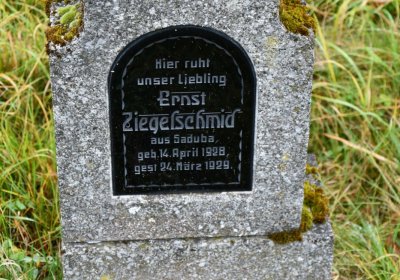 Hier ruht
unser Liebling
Ernst
Ziegelschmid
aus Saduba,
geb. 14. April 1928,
gest 24. März 1929.